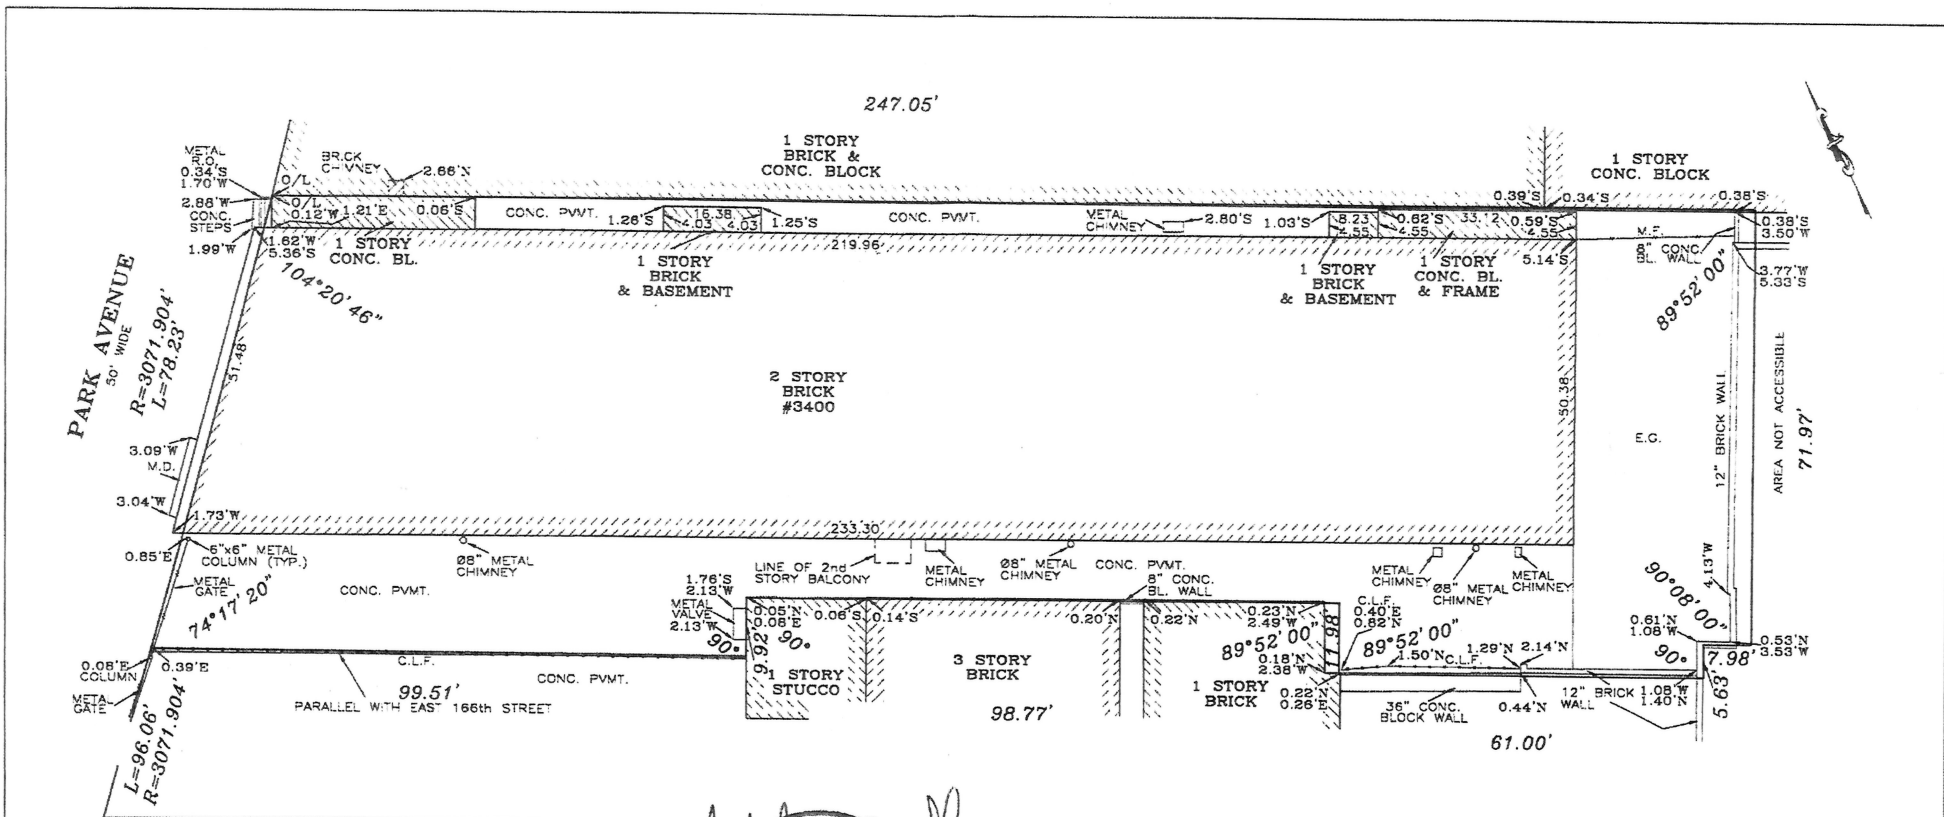 247.05'
1 STORY
BRICK &
CONC. BLOCK
1 STORY
CONC. BLOCK
METAL
R.O.
0.34'S
1.70'W
2.88'W
CONC.
STEPS
1.99'W
BRICK
CHIMNEY
2.66'N
O/L
O/L
0.12'W
1.21'E
0.06'S
CONC. PVMT.
1.26'S
16.38
4.03
4.03
1.25'S
CONC. PVMT.
METAL
CHIMNEY
2.80'S
1.03'S
8.23
4.55
0.62'S
4.55
33.12
0.59'S
4.55
0.39'S
0.34'S
0.38'S
0.38'S
3.50'W
M.F.
8" CONC.
BL. WALL
3.77'W
5.33'S
1.62'W
5.36'S
1 STORY
CONC. BL.
219.96
1 STORY
BRICK
& BASEMENT
1 STORY
BRICK
& BASEMENT
1 STORY
CONC. BL.
& FRAME
5.14'S
104°20'46"
89°52'00"
PARK AVENUE
50' WIDE
R=3071.904'
L=78.23'
51.48
2 STORY
BRICK
#3400
50.38
E.G.
12" BRICK WALL
AREA NOT ACCESSIBLE
71.97'
3.09'W
M.D.
3.04'W
1.73'W
233.30
0.85'E
6"x6" METAL
COLUMN (TYP.)
METAL
GATE
Ø8" METAL
CHIMNEY
LINE OF 2nd
STORY BALCONY
METAL
CHIMNEY
Ø8" METAL
CHIMNEY
CONC. PVMT.
8" CONC.
BL. WALL
METAL
CHIMNEY
Ø8" METAL
CHIMNEY
METAL
CHIMNEY
4.13'W
90°08'00"
74°17'20"
CONC. PVMT.
1.76'S
2.13'W
METAL
VALVE
2.13'W
90°
0.05'N
0.08'E
90°
9.92'
0.06'S
0.14'S
0.20'N
0.22'N
0.23'N
2.49'W
89°52'00"
0.18'N
2.38'W
11.98
C.L.F.
0.40'E
0.62'N
89°52'00"
1.50'N
C.L.F.
1.29'N
2.14'N
0.61'N
1.08'W
90°
7.98
0.53'N
3.53'W
0.08'E
COLUMN
0.39'E
METAL
GATE
C.L.F.
99.51'
CONC. PVMT.
PARALLEL WITH EAST 166th STREET
1 STORY
STUCCO
3 STORY
BRICK
98.77'
1 STORY
BRICK
0.22'N
0.26'E
36" CONC.
BLOCK WALL
0.44'N
12" BRICK
WALL
1.08'W
1.40'N
5.63'
61.00'
L=96.06'
R=3071.904'